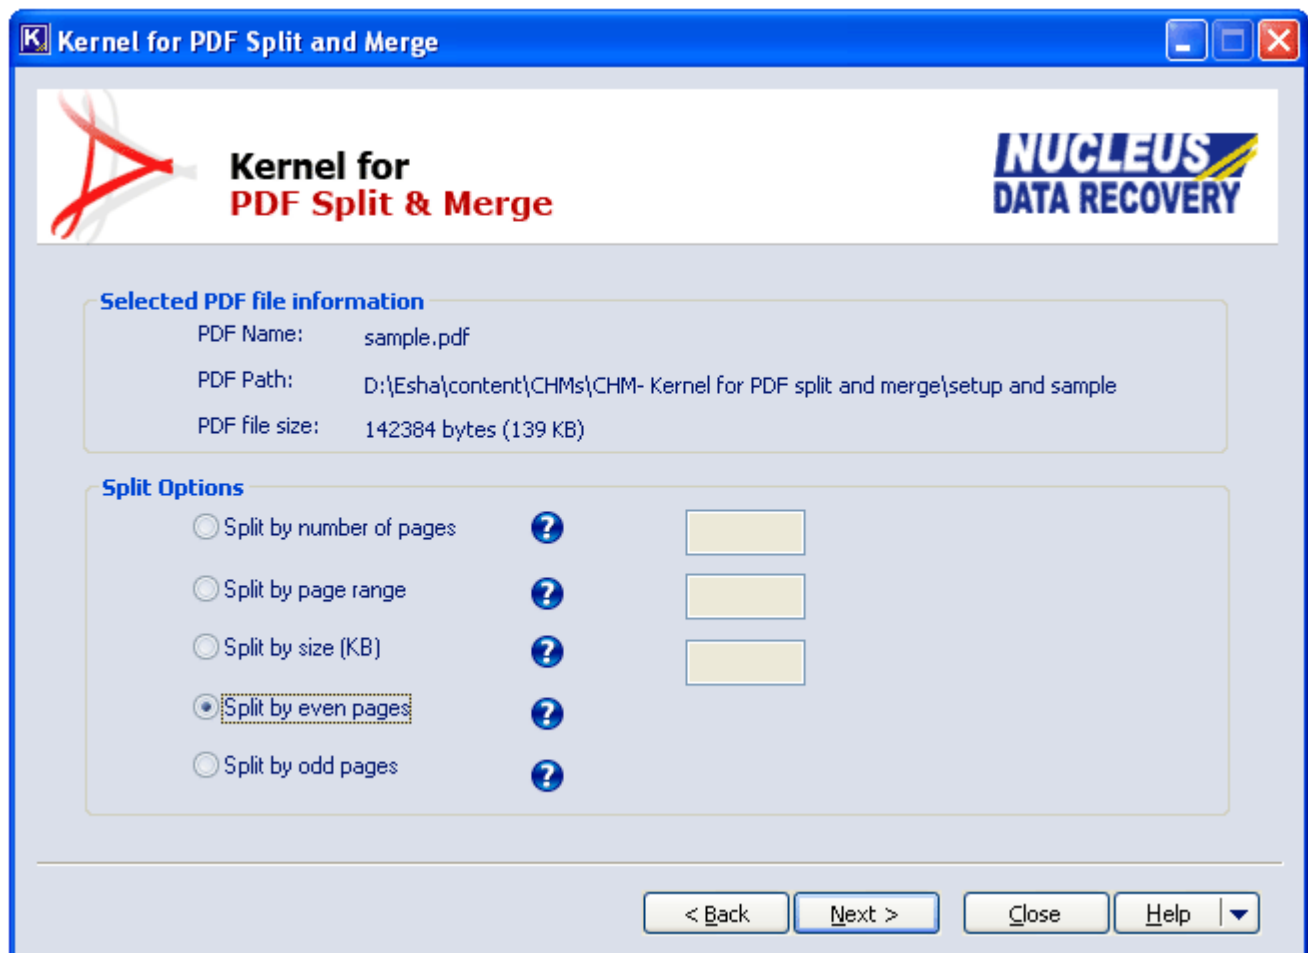 Kernel for PDF Split and Merge
Kernel for
PDF Split & Merge
NUCLEUS
DATA RECOVERY
Selected PDF file information
PDF Name: sample.pdf
PDF Path: D:\Esha\content\CHMs\CHM- Kernel for PDF split and merge\setup and sample
PDF file size: 142384 bytes (139 KB)
Split Options
Split by number of pages ?
Split by page range ?
Split by size (KB) ?
Split by even pages ?
Split by odd pages ?
< Back Next > Close Help